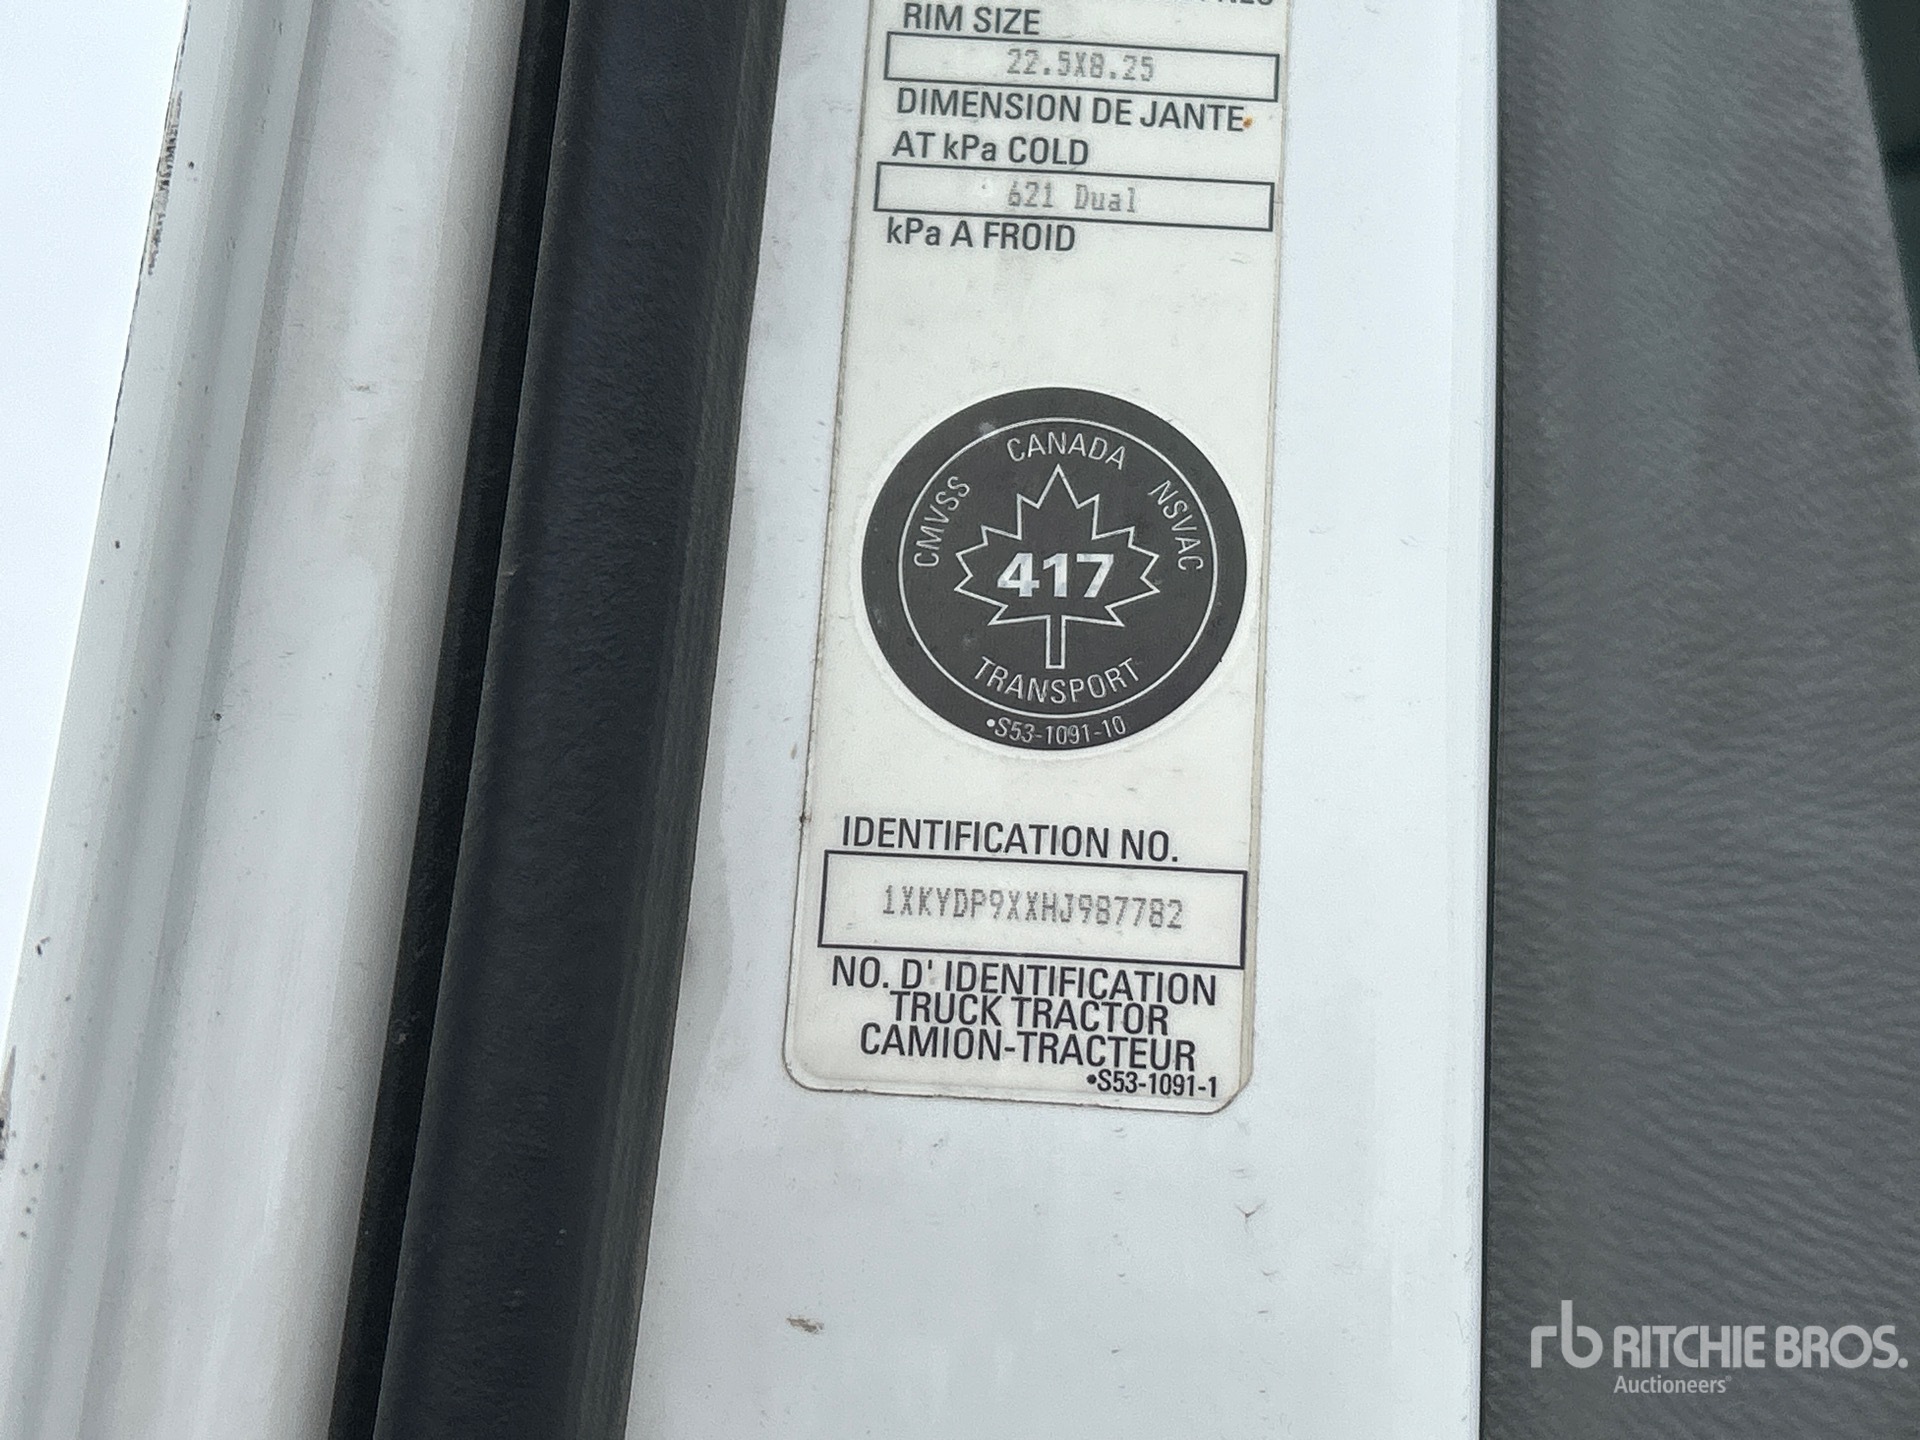 RIM SIZE
22.5X8.25
DIMENSION DE JANTE
AT kPa COLD
621 Dual
kPa A FROID
CANADA
CMVSS
NSVAC
417
TRANSPORT
•S53-1091-10
IDENTIFICATION NO.
1XKYDP9XXHJ987782
NO. D' IDENTIFICATION
TRUCK TRACTOR
CAMION-TRACTEUR
•S53-1091-1
rb RITCHIE BROS.
Auctioneers